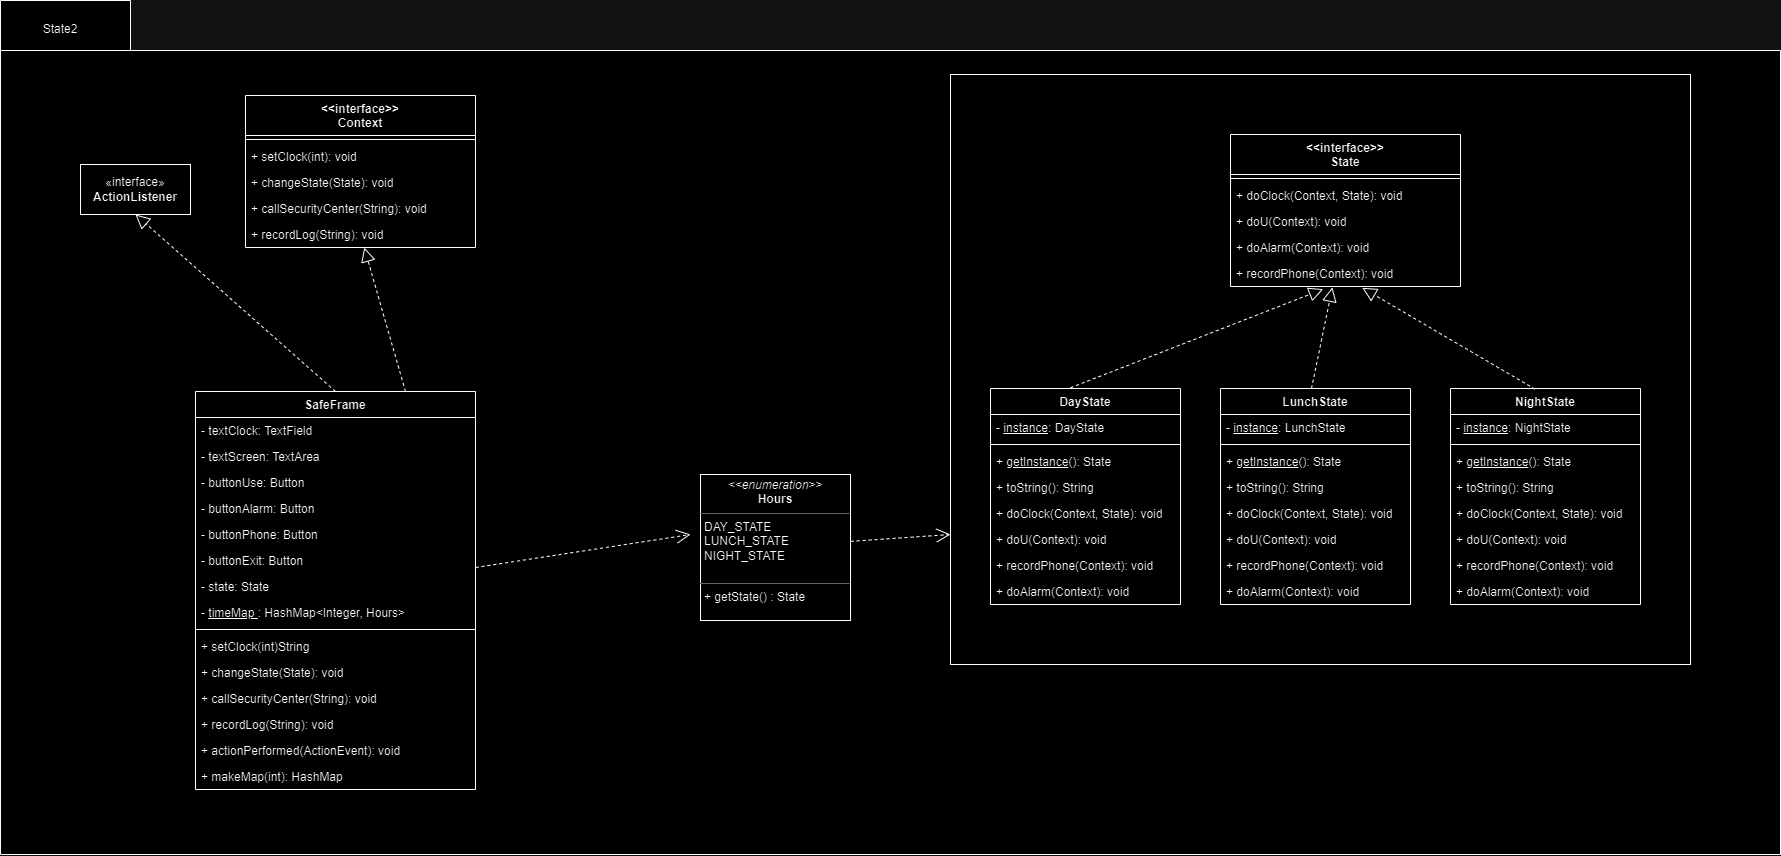 State2
<<interface>>
Context
+ setClock(int): void
+ changeState(State): void
+ callSecurityCenter(String): void
+ recordLog(String): void
«interface»
ActionListener
<<interface>>
State
+ doClock(Context, State): void
+ doU(Context): void
+ doAlarm(Context): void
+ recordPhone(Context): void
SafeFrame
- textClock: TextField
- textScreen: TextArea
- buttonUse: Button
- buttonAlarm: Button
- buttonPhone: Button
- buttonExit: Button
- state: State
- timeMap : HashMap<Integer, Hours>
+ setClock(int)String
+ changeState(State): void
+ callSecurityCenter(String): void
+ recordLog(String): void
+ actionPerformed(ActionEvent): void
+ makeMap(int): HashMap
<<enumeration>>
Hours
DAY_STATE
LUNCH_STATE
NIGHT_STATE
+ getState() : State
DayState
- instance: DayState
+ getInstance(): State
+ toString(): String
+ doClock(Context, State): void
+ doU(Context): void
+ recordPhone(Context): void
+ doAlarm(Context): void
LunchState
- instance: LunchState
+ getInstance(): State
+ toString(): String
+ doClock(Context, State): void
+ doU(Context): void
+ recordPhone(Context): void
+ doAlarm(Context): void
NightState
- instance: NightState
+ getInstance(): State
+ toString(): String
+ doClock(Context, State): void
+ doU(Context): void
+ recordPhone(Context): void
+ doAlarm(Context): void